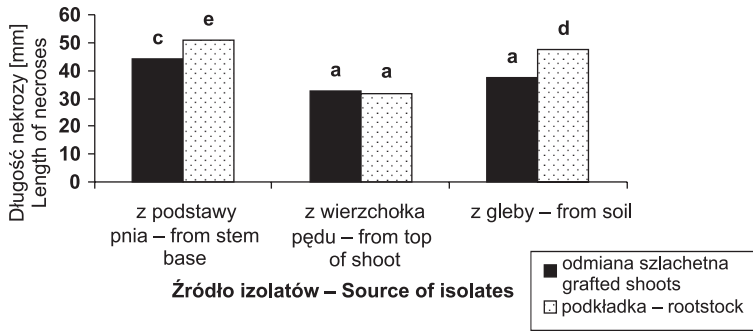 Długość nekrozy [mm]
Length of necroses
60
50
40
30
20
10
0
c
e
a
a
a
d
z podstawy
pnia – from stem
base
z wierzchołka
pędu – from top
of shoot
z gleby – from soil
Źródło izolatów – Source of isolates
odmiana szlachetna
grafted shoots
podkładka – rootstock